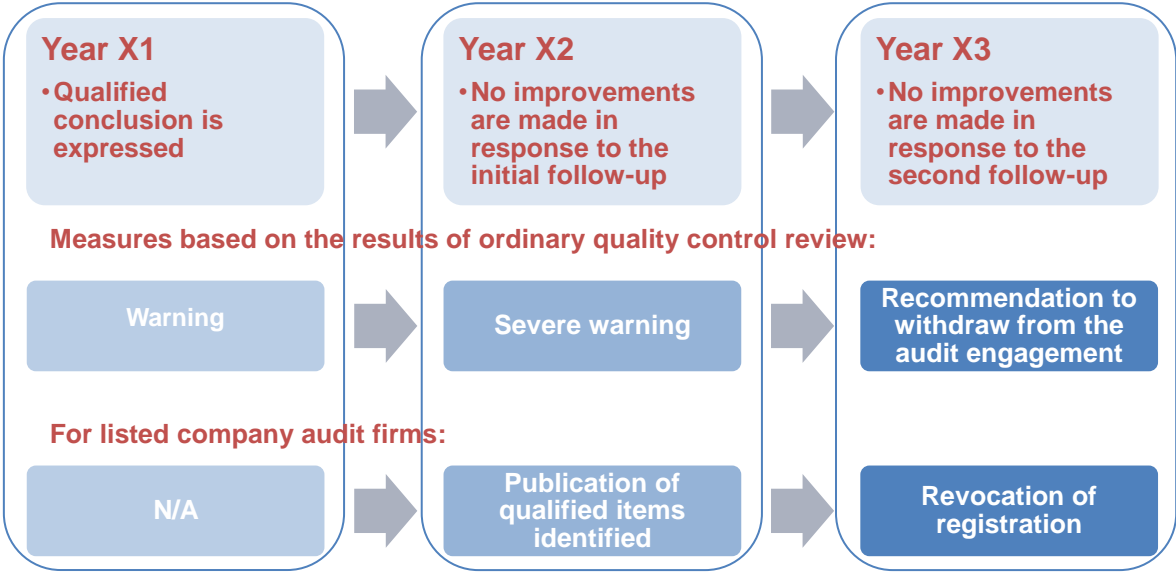 Year X1
• Qualified
conclusion is
expressed
Year X2
• No improvements
are made in
response to the
initial follow-up
Year X3
• No improvements
are made in
response to the
second follow-up
Measures based on the results of ordinary quality control review:
Warning
Severe warning
Recommendation to
withdraw from the
audit engagement
For listed company audit firms:
N/A
Publication of
qualified items
identified
Revocation of
registration